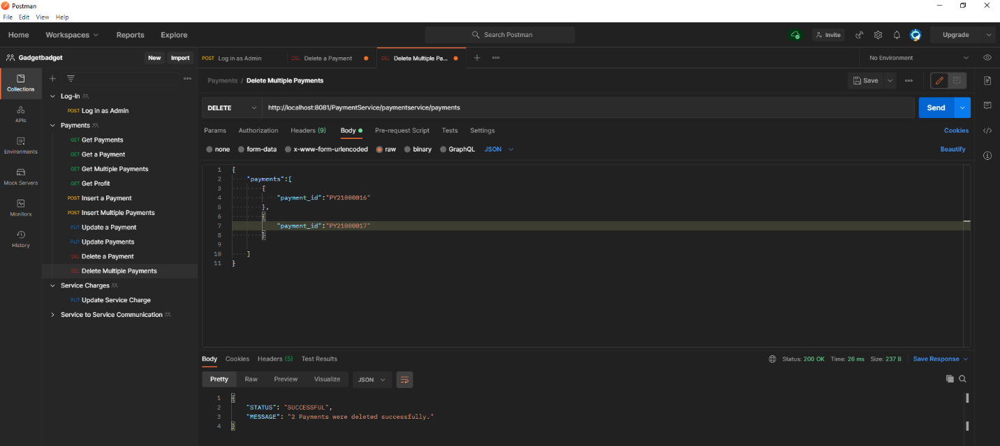 Postman
File Edit View Help
Home Workspaces Reports Explore Search Postman Invite Upgrade
Gadgetbadget New Import
POST Log in as Admin DEL Delete a Payment DEL Delete Multiple Pa... No Environment
Collections
APIs
Environments
Mock Servers
Monitors
History
Log-in
POST Log in as Admin
Payments
GET Get Payments
GET Get a Payment
GET Get Multiple Payments
GET Get Profit
POST Insert a Payment
POST Insert Multiple Payments
PUT Update a Payment
PUT Update Payments
DEL Delete a Payment
DEL Delete Multiple Payments
Service Charges
PUT Update Service Charge
Service to Service Communication
Payments / Delete Multiple Payments Save
DELETE http://localhost:8081/PaymentService/paymentservice/payments Send
Params Authorization Headers (9) Body Pre-request Script Tests Settings Cookies
none form-data x-www-form-urlencoded raw binary GraphQL JSON Beautify
1 {
2 "payments":[
3 {
4 "payment_id":"PY21000016"
5 },
6 {
7 "payment_id":"PY21000017"
8 }
9
10 ]
11 }
Body Cookies Headers (5) Test Results Status: 200 OK Time: 26 ms Size: 237 B Save Response
Pretty Raw Preview Visualize JSON
1 {
2 "STATUS": "SUCCESSFUL",
3 "MESSAGE": "2 Payments were deleted successfully."
4 }